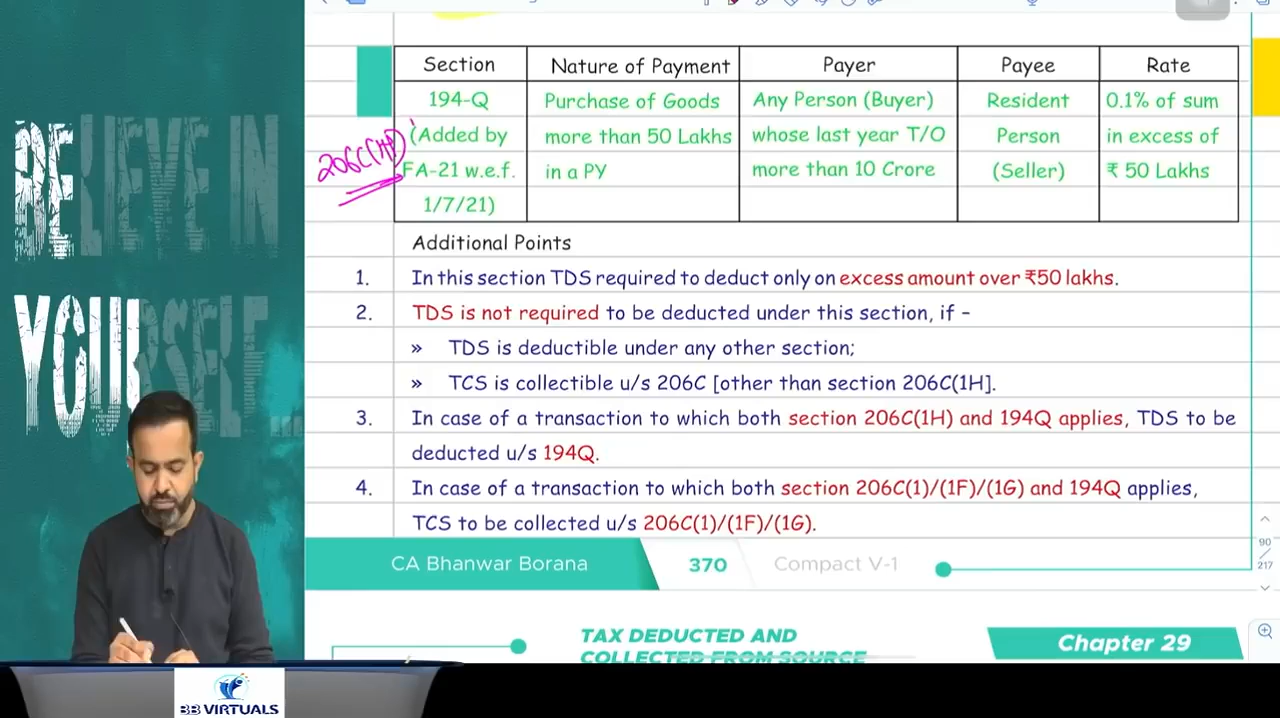 BELIEVE IN
YOURSELF...
Section Nature of Payment Payer Payee Rate
194-Q Purchase of Goods Any Person (Buyer) Resident 0.1% of sum
(Added by more than 50 Lakhs whose last year T/O Person in excess of
206C(1H)
FA-21 w.e.f. in a PY more than 10 Crore (Seller) ₹ 50 Lakhs
1/7/21)
Additional Points
1. In this section TDS required to deduct only on excess amount over ₹50 lakhs.
2. TDS is not required to be deducted under this section, if –
» TDS is deductible under any other section;
» TCS is collectible u/s 206C [other than section 206C(1H].
3. In case of a transaction to which both section 206C(1H) and 194Q applies, TDS to be
deducted u/s 194Q.
4. In case of a transaction to which both section 206C(1)/(1F)/(1G) and 194Q applies,
TCS to be collected u/s 206C(1)/(1F)/(1G).
CA Bhanwar Borana 370 Compact V-1
90
217
TAX DEDUCTED AND
COLLECTED FROM SOURCE
Chapter 29
BB VIRTUALS